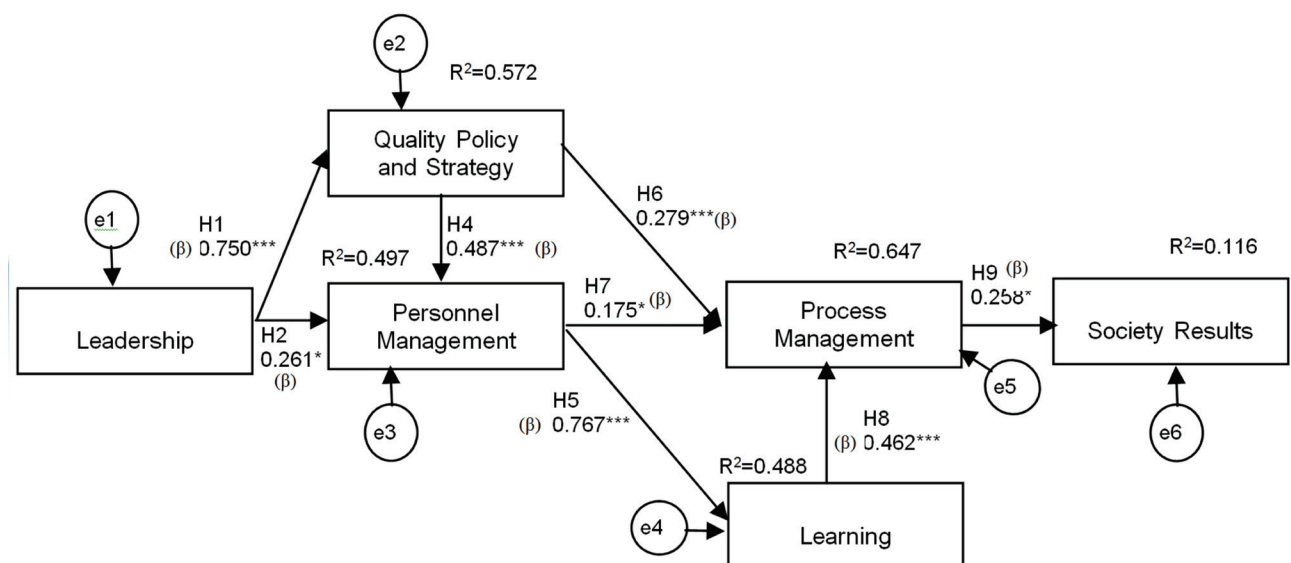 e2
R²=0.572
Quality Policy
and Strategy
e1
H1
(β) 0.750***
H4
0.487*** (β)
H6
0.279***(β)
R²=0.497
R²=0.647
R²=0.116
Leadership
H2
0.261*
(β)
Personnel
Management
H7
0.175* (β)
Process
Management
H9 (β)
0.258*
Society Results
e3
H5
(β) 0.767***
H8
(β) 0.462***
e5
e6
R²=0.488
e4
Learning